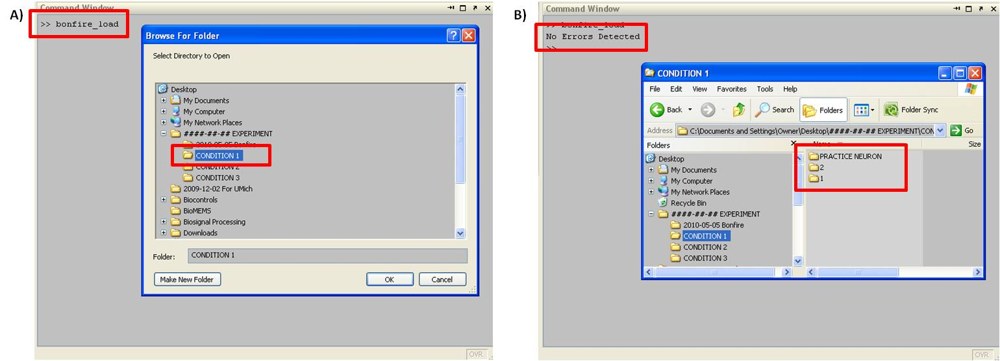 A)
Command Window
>> bonfire_load
Browse For Folder
Select Directory to Open
Desktop
My Documents
My Computer
My Network Places
####-##-## EXPERIMENT
2010-05-05 Bonfire
CONDITION 1
CONDITION 2
CONDITION 3
2009-12-02 For UMich
Biocontrols
BioMEMS
Biosignal Processing
Downloads
Folder: CONDITION 1
Make New Folder OK Cancel
OVR
B)
Command Window
>> bonfire_load
No Errors Detected
>>
CONDITION 1
File Edit View Favorites Tools Help
Back Search Folders Folder Sync
Address C:\Documents and Settings\Owner\Desktop\####-##-## EXPERIMENT\CON Go
Folders
Desktop
My Documents
My Computer
My Network Places
Recycle Bin
####-##-## EXPERIMENT
2010-05-05 Bonfire
CONDITION 1
CONDITION 2
CONDITION 3
Name Size
PRACTICE NEURON
2
1
OVR